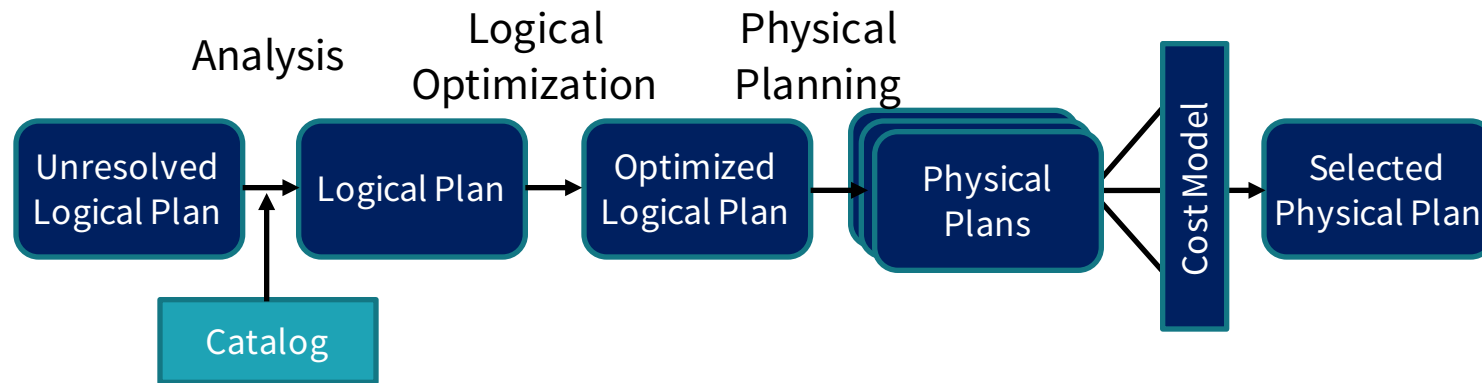 Analysis
Logical
Optimization
Physical
Planning
Unresolved
Logical Plan
Logical Plan
Optimized
Logical Plan
Physical
Plans
Cost Model
Selected
Physical Plan
Catalog